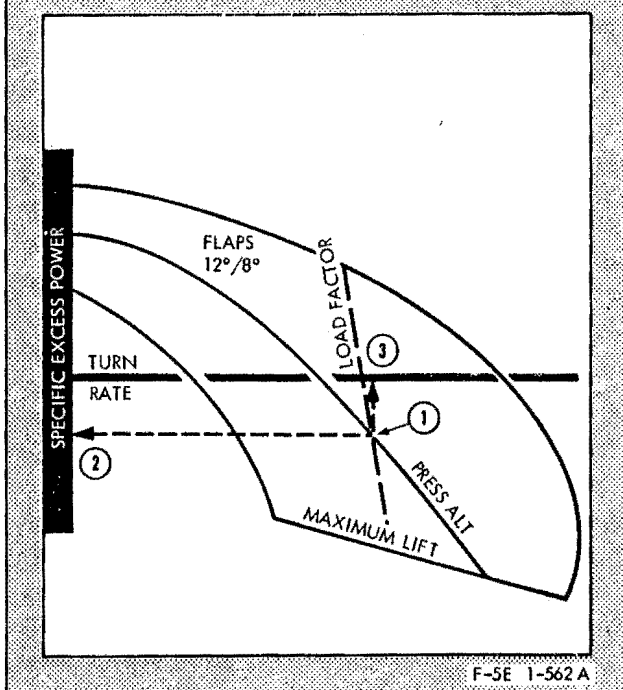 FLAPS
12°/8°
LOAD FACTOR
SPECIFIC EXCESS POWER
TURN
RATE
3
1
2
PRESS ALT
MAXIMUM LIFT
F-5E 1-562 A